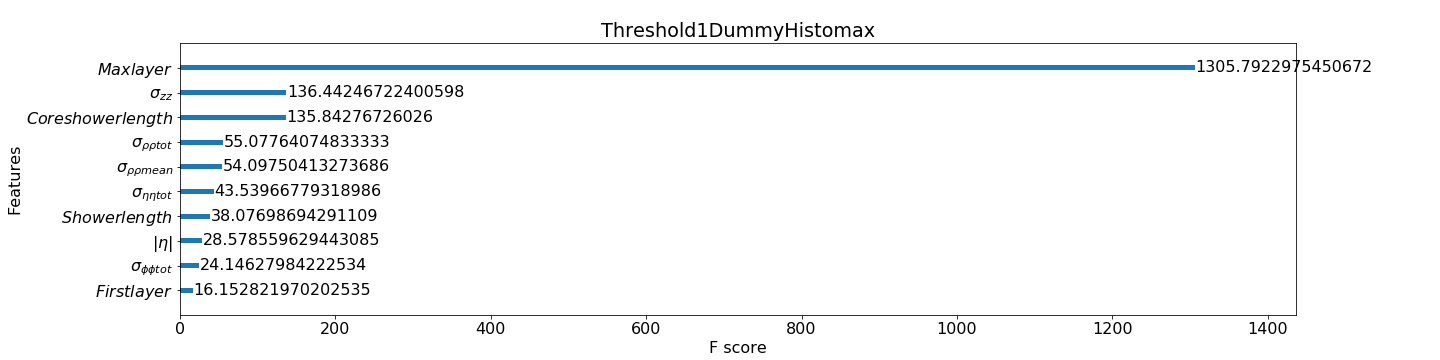 Threshold1DummyHistomax
Features
Maxlayer 1305.7922975450672
σzz 136.44246722400598
Coreshowerlength 135.84276726026
σρρtot 55.07764074833333
σρρmean 54.09750413273686
σηηtot 43.53966779318986
Showerlength 38.07698694291109
|η| 28.578559629443085
σϕϕtot 24.14627984222534
Firstlayer 16.152821970202535
0 200 400 600 800 1000 1200 1400
F score